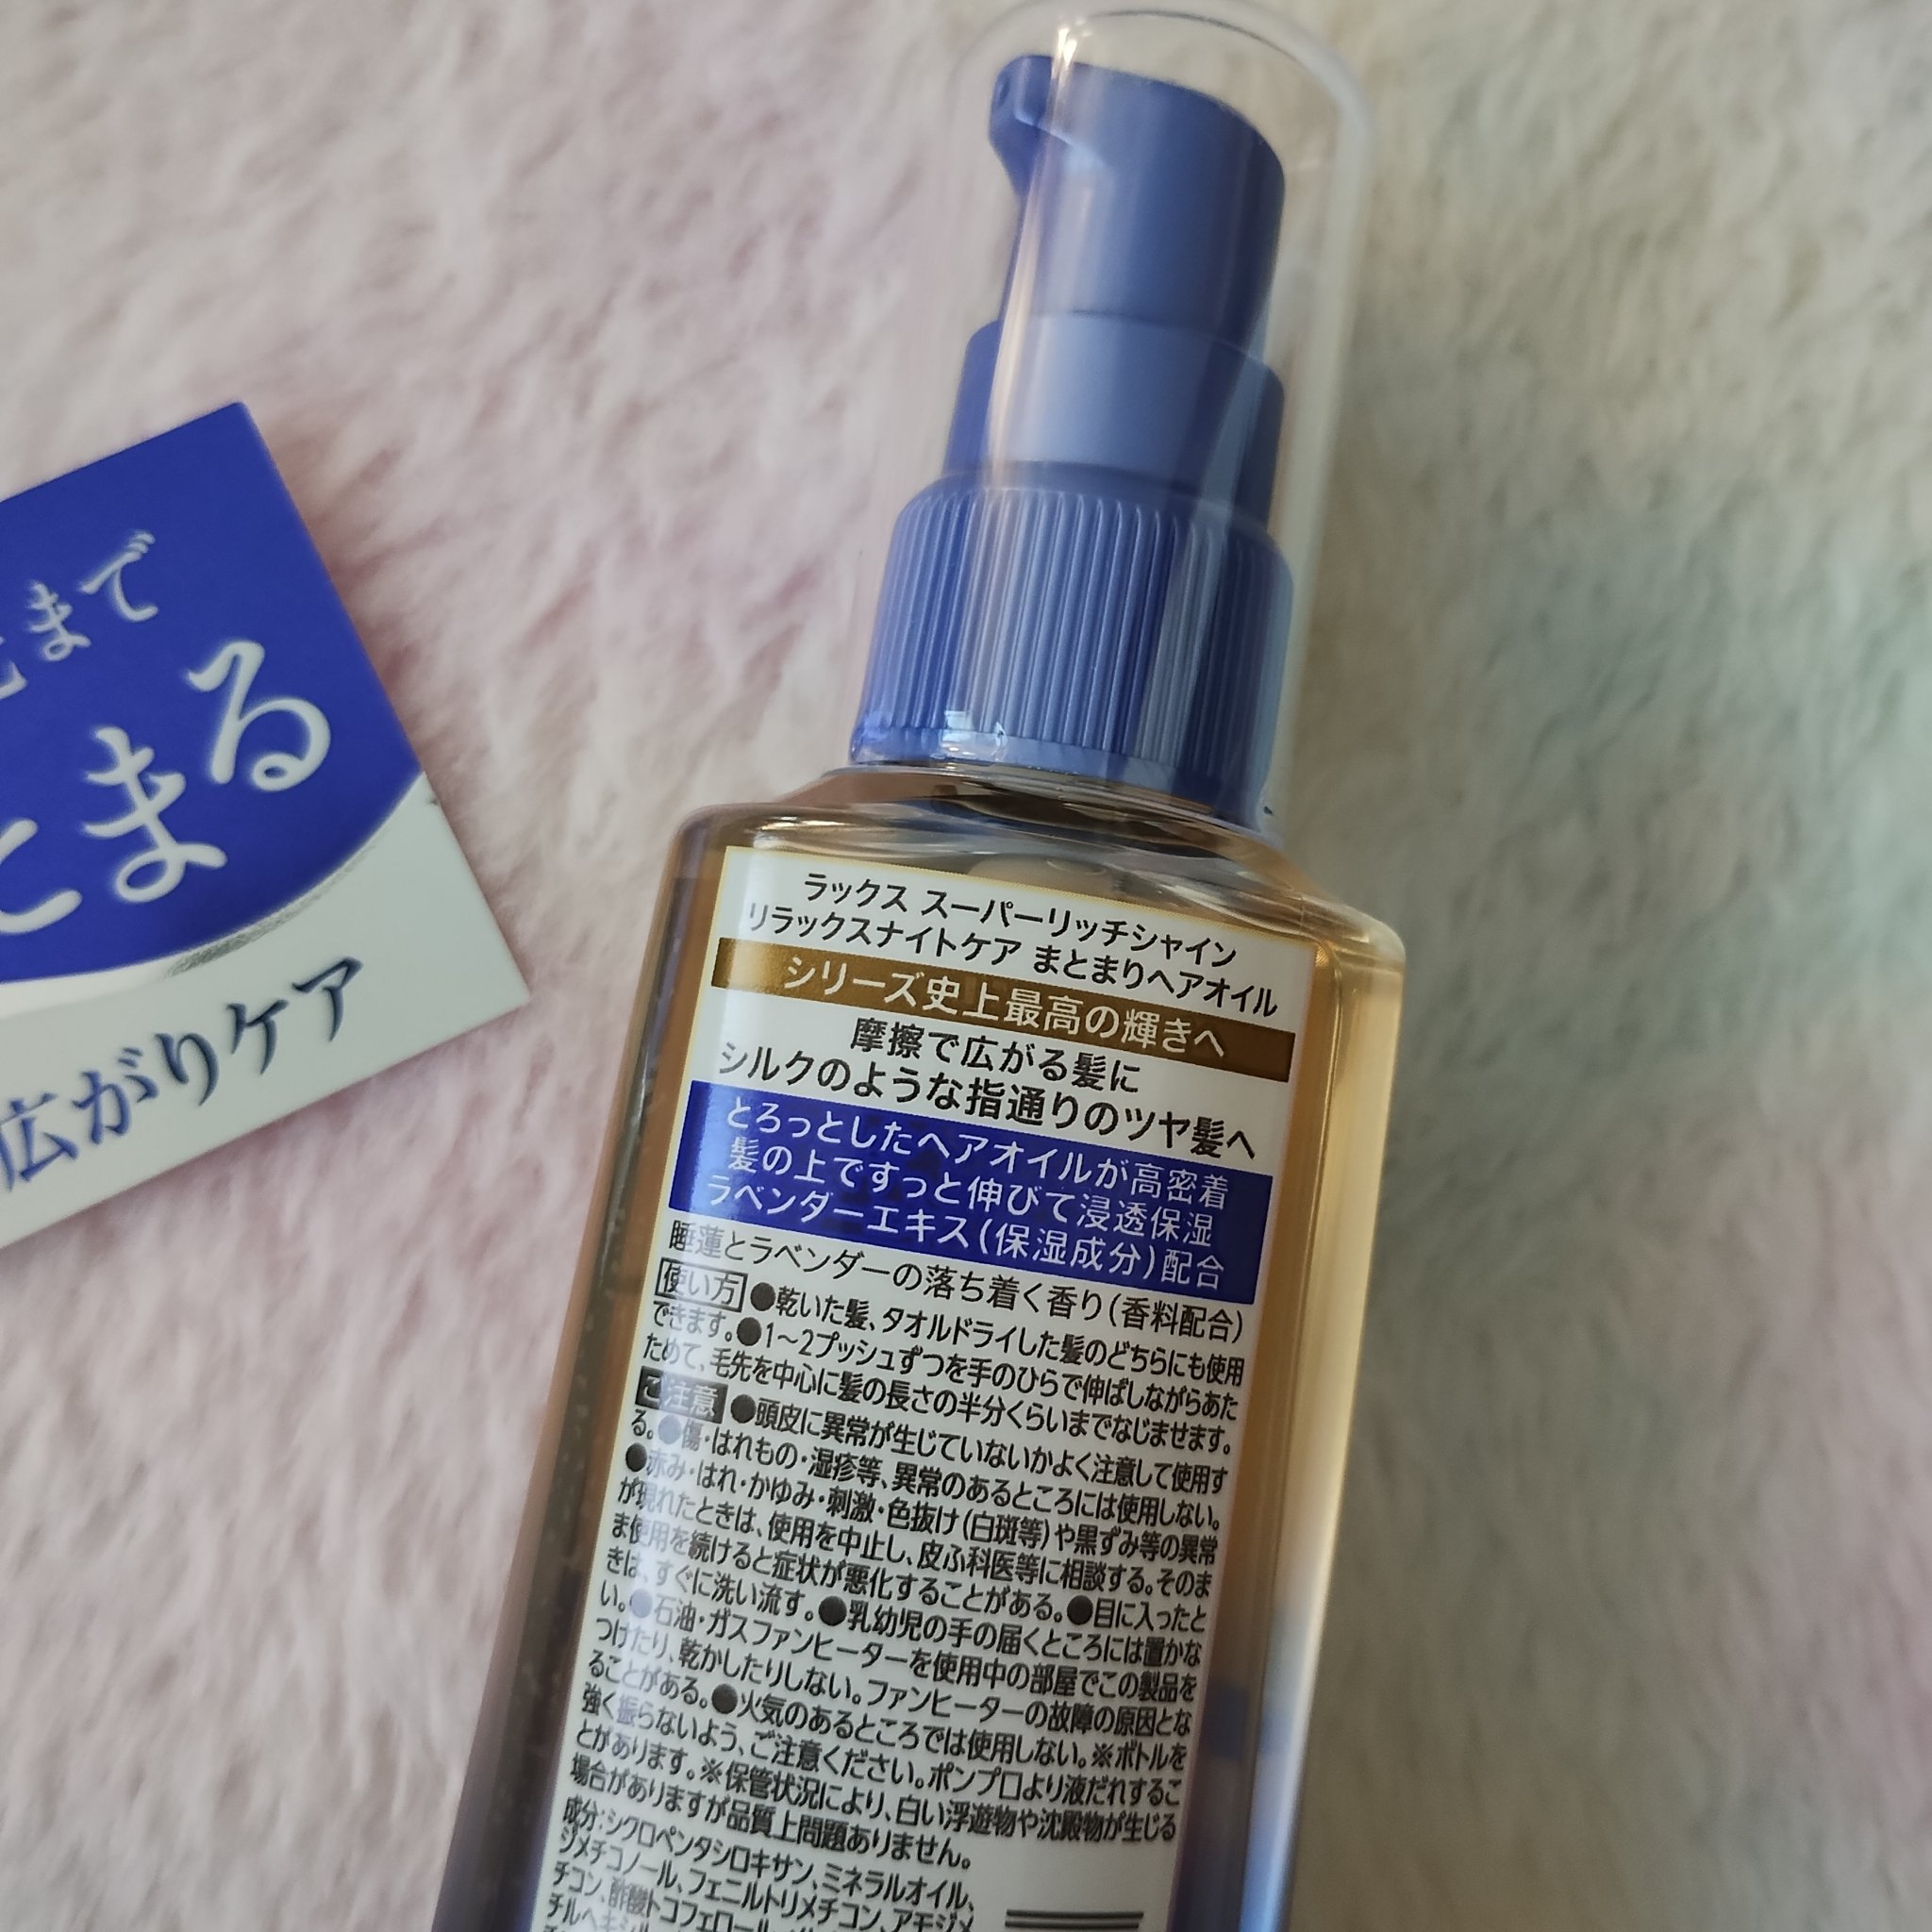 まで
とまる
広がりケア
ラックス スーパーリッチシャイン
リラックスナイトケア まとまりヘアオイル
シリーズ史上最高の輝きへ
摩擦で広がる髪に
シルクのような指通りのツヤ髪へ
とろっとしたヘアオイルが高密着
髪の上ですっと伸びて浸透保湿
ラベンダーエキス(保湿成分)配合
睡蓮とラベンダーの落ち着く香り(香料配合)
使い方 ●乾いた髪、タオルドライした髪のどちらにも使用
できます。●1〜2プッシュずつを手のひらで伸ばしながらあた
ためて、毛先を中心に髪の長さの半分くらいまでなじませます。
ご注意 ●頭皮に異常が生じていないかよく注意して使用す
る。●傷・はれもの・湿疹等、異常のあるところには使用しない。
●赤み・はれ・かゆみ・刺激・色抜け(白斑等)や黒ずみ等の異常
が現れたときは、使用を中止し、皮ふ科医等に相談する。そのま
ま使用を続けると症状が悪化することがある。●目に入ったと
きは、すぐに洗い流す。●乳幼児の手の届くところには置かな
い。●石油・ガスファンヒーターを使用中の部屋でこの製品を
つけたり、乾かしたりしない。ファンヒーターの故障の原因とな
ることがある。●火気のあるところでは使用しない。※ボトルを
強く振らないよう、ご注意ください。ポンプ口より液だれするこ
とがあります。※保管状況により、白い浮遊物や沈殿物が生じる
場合がありますが品質上問題ありません。
成分:シクロペンタシロキサン、ミネラルオイル、
ジメチコノール、フェニルトリメチコン、アモジメ
チコン、酢酸トコフェロール、
チルヘキシル